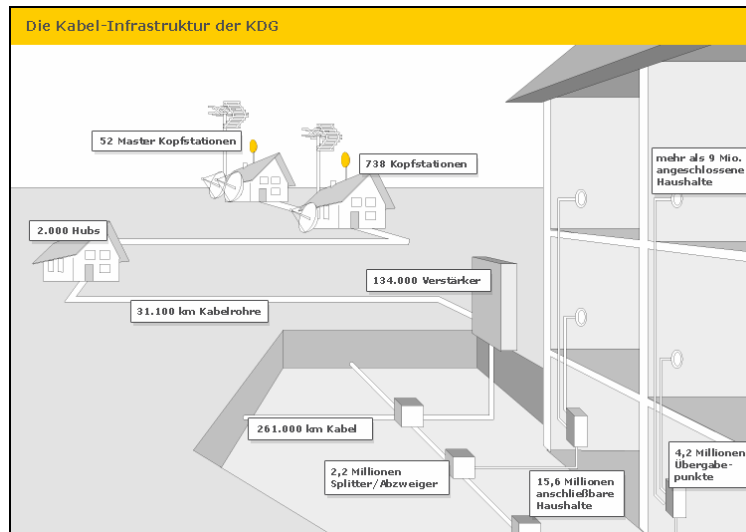 Die Kabel-Infrastruktur der KDG
52 Master Kopfstationen
738 Kopfstationen
mehr als 9 Mio.
angeschlossene
Haushalte
2.000 Hubs
134.000 Verstärker
31.100 km Kabelrohre
261.000 km Kabel
2,2 Millionen
Splitter/Abzweiger
15,6 Millionen
anschließbare
Haushalte
4,2 Millionen
Übergabe-
punkte